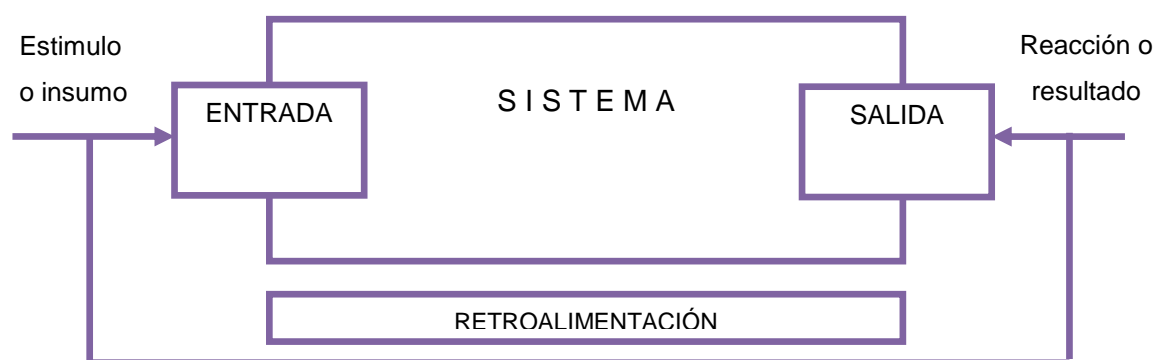 Estimulo
o insumo
ENTRADA
S I S T E M A
SALIDA
Reacción o
resultado
RETROALIMENTACIÓN